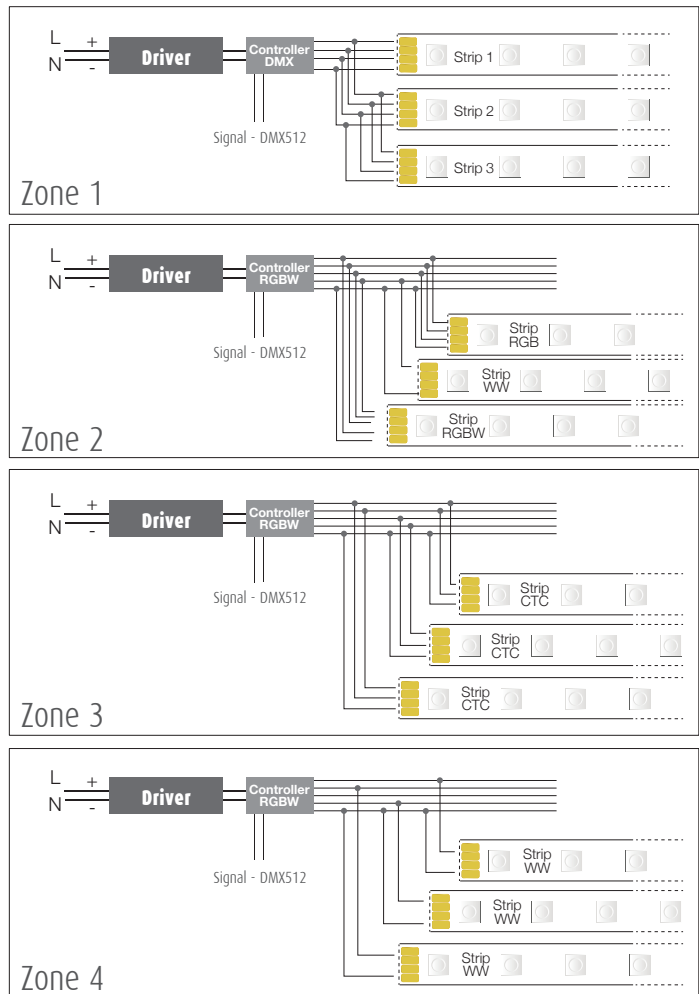 L
+
N
-
Driver
Controller
DMX
Signal - DMX512
Strip 1
Strip 2
Strip 3
Zone 1
L
+
N
-
Driver
Controller
RGBW
Signal - DMX512
Strip
RGB
Strip
WW
Strip
RGBW
Zone 2
L
+
N
-
Driver
Controller
RGBW
Signal - DMX512
Strip
CTC
Strip
CTC
Strip
CTC
Zone 3
L
+
N
-
Driver
Controller
RGBW
Signal - DMX512
Strip
WW
Strip
WW
Strip
WW
Zone 4